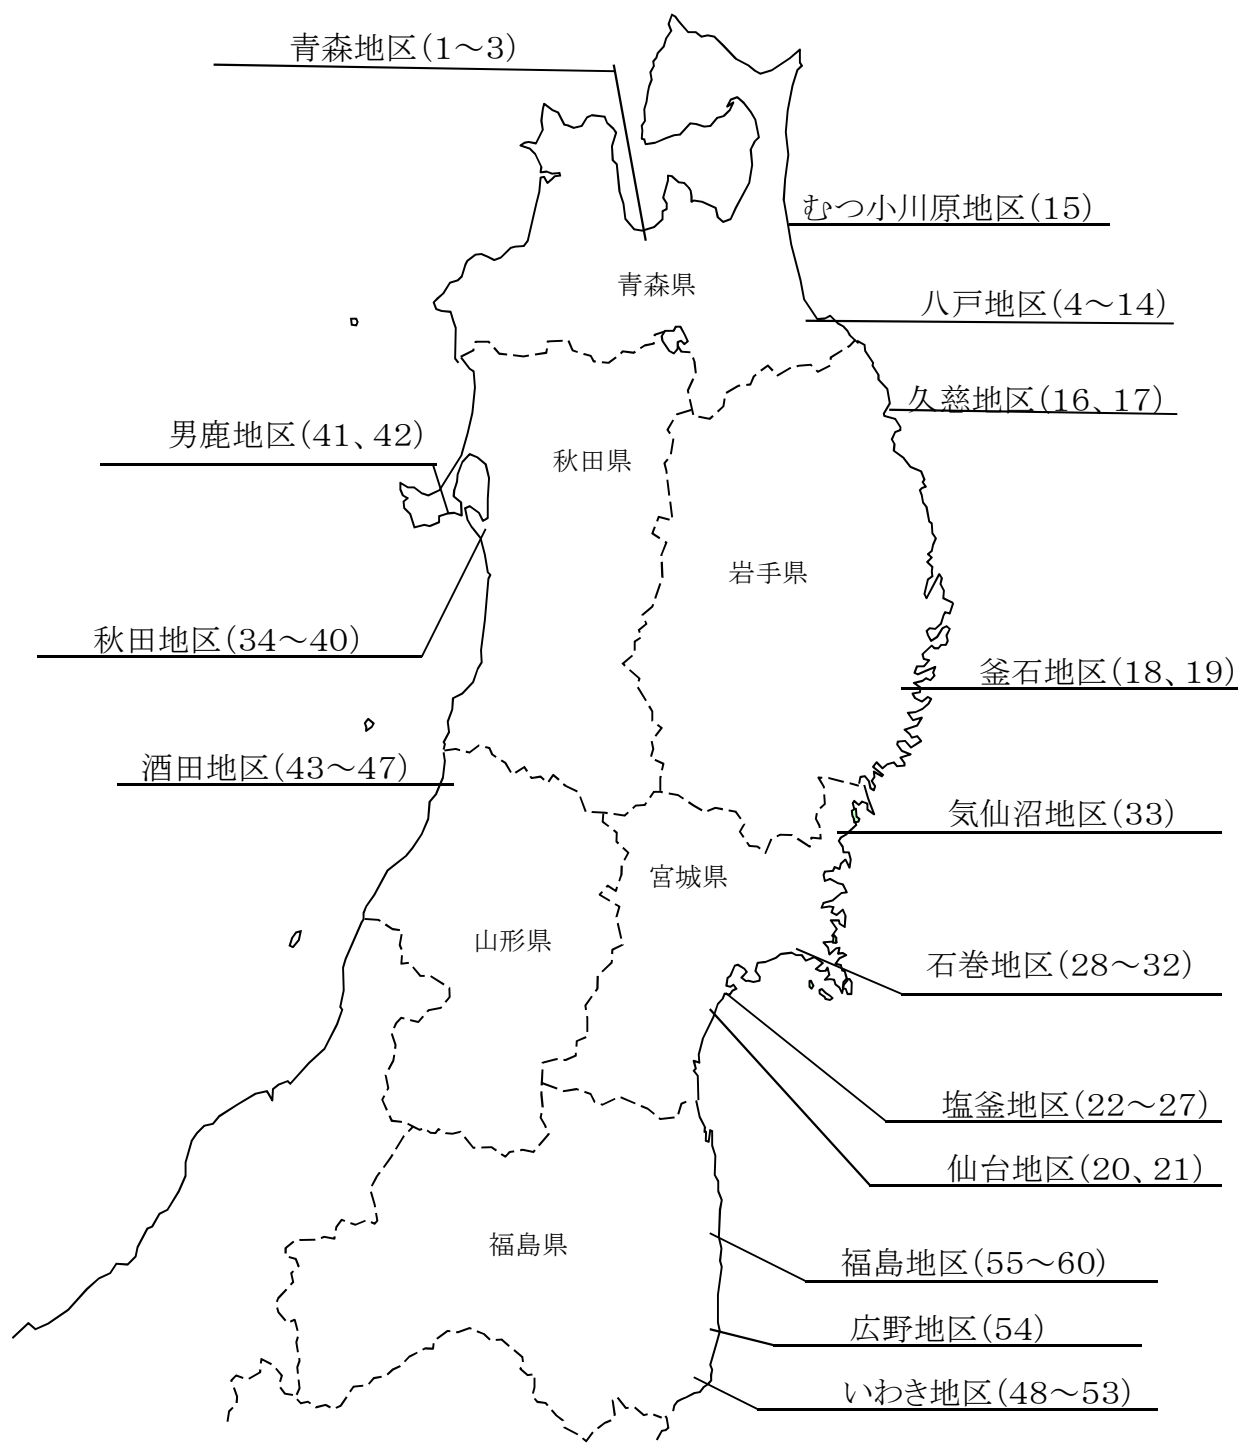 青森地区(1～3)
むつ小川原地区(15)
青森県
八戸地区(4～14)
久慈地区(16、17)
男鹿地区(41、42)
秋田県
岩手県
秋田地区(34～40)
釜石地区(18、19)
酒田地区(43～47)
気仙沼地区(33)
宮城県
山形県
石巻地区(28～32)
塩釜地区(22～27)
仙台地区(20、21)
福島県
福島地区(55～60)
広野地区(54)
いわき地区(48～53)